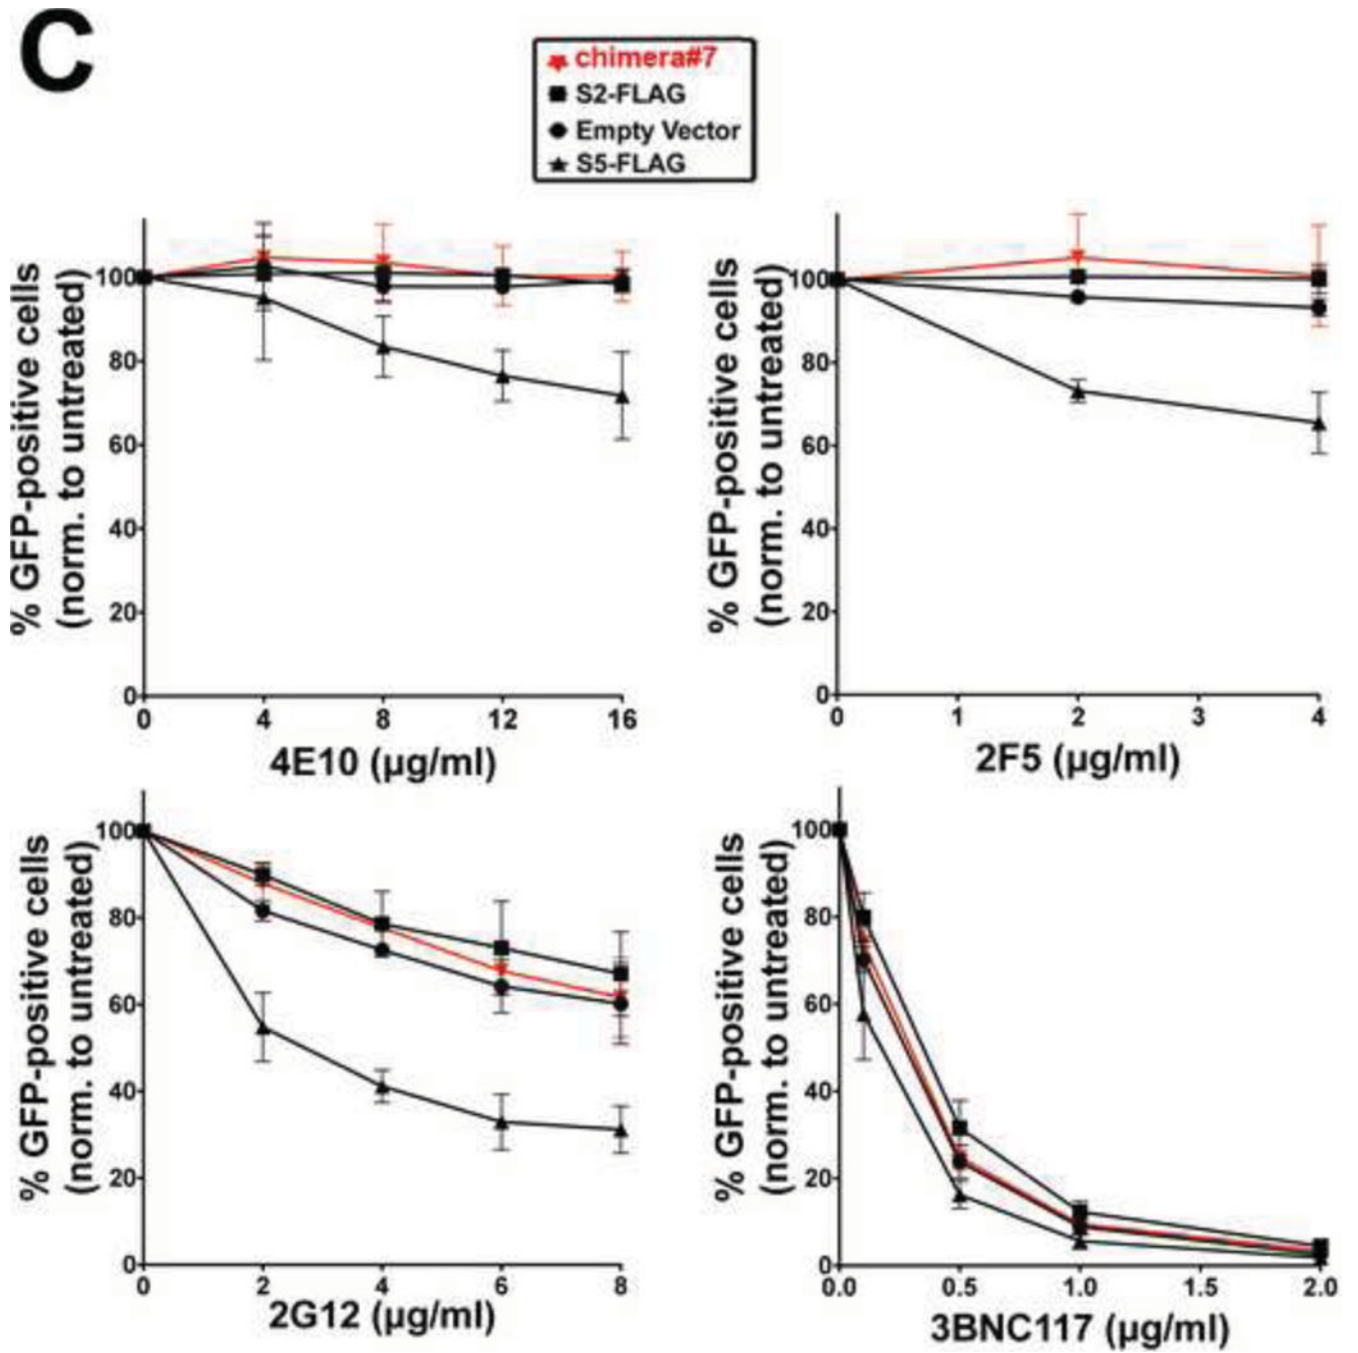 C
chimera#7
S2-FLAG
Empty Vector
S5-FLAG
% GFP-positive cells
(norm. to untreated)
100
80
60
40
20
0
0 4 8 12 16
4E10 (µg/ml)
% GFP-positive cells
(norm. to untreated)
100
80
60
40
20
0
0 1 2 3 4
2F5 (µg/ml)
% GFP-positive cells
(norm. to untreated)
100
80
60
40
20
0
0 2 4 6 8
2G12 (µg/ml)
% GFP-positive cells
(norm. to untreated)
100
80
60
40
20
0
0.0 0.5 1.0 1.5 2.0
3BNC117 (µg/ml)